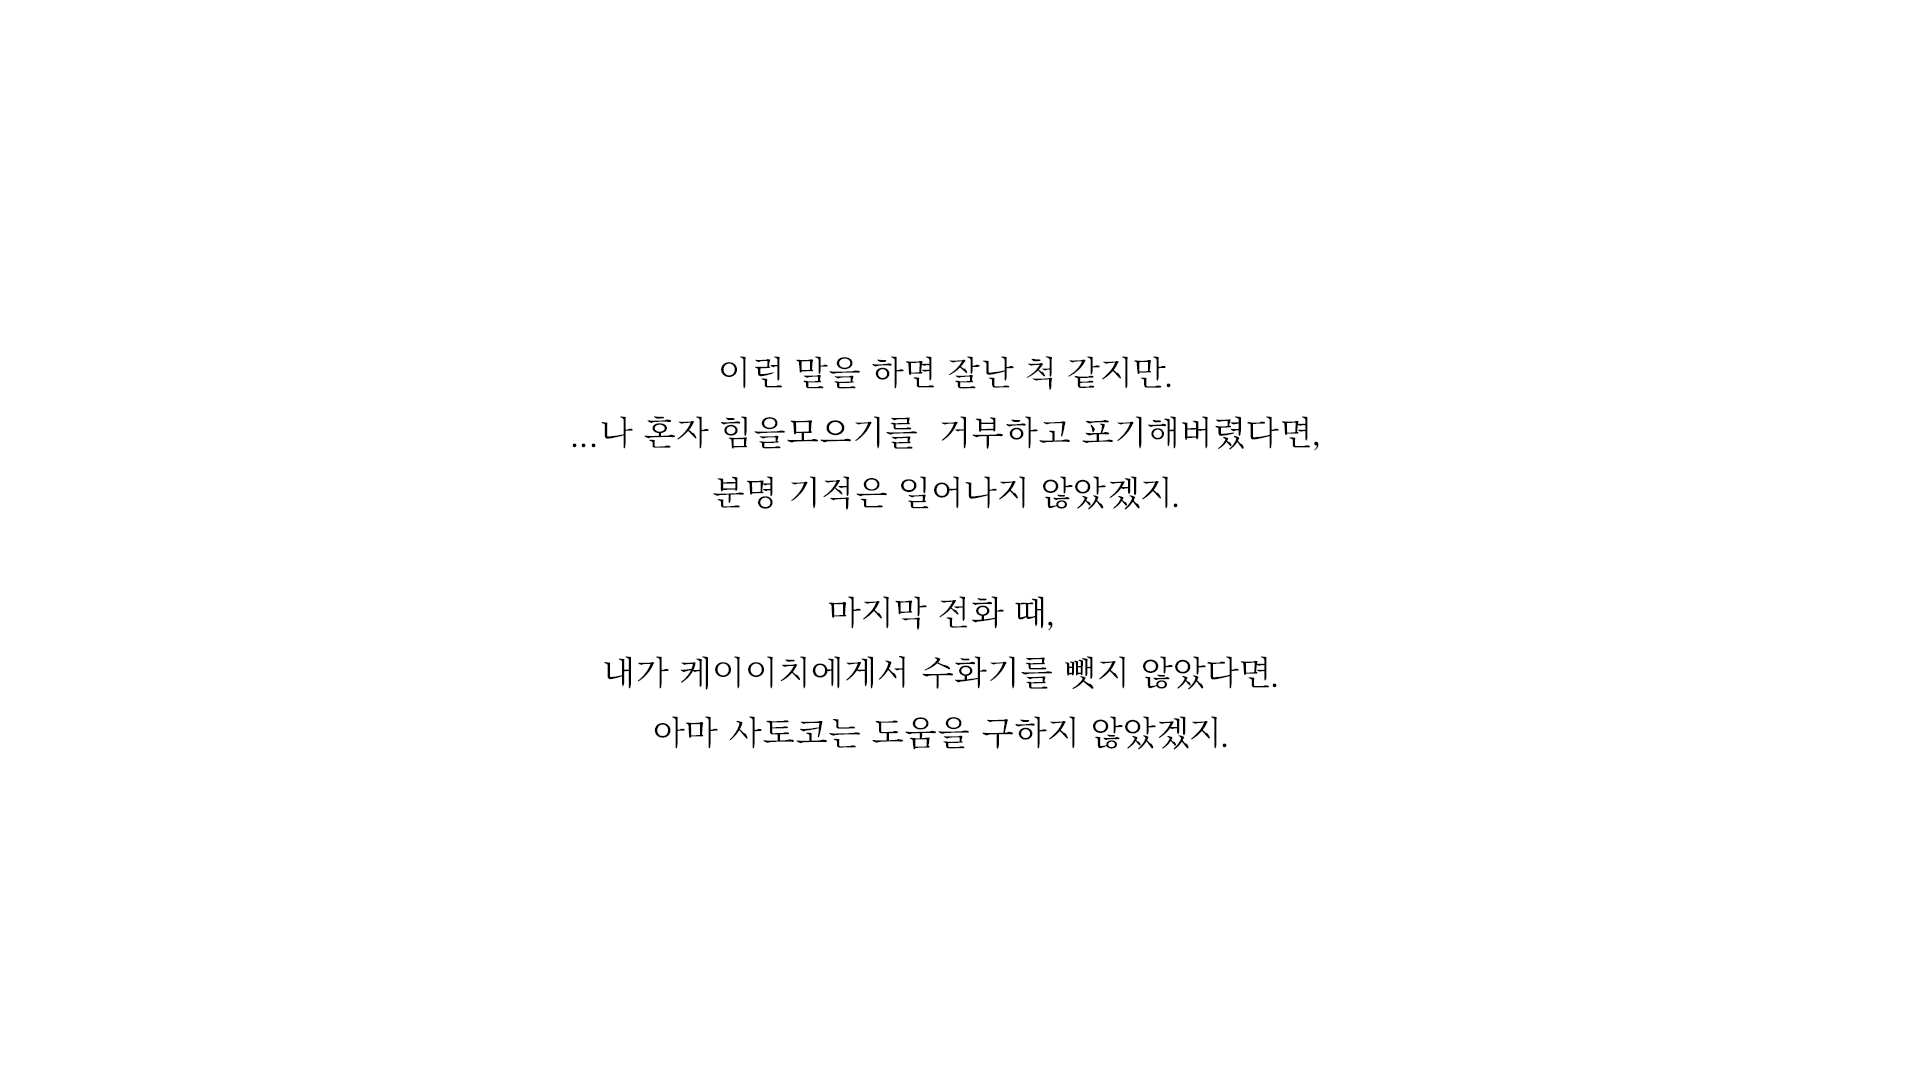 이런 말을 하면 잘난 척 같지만.
...나 혼자 힘을모으기를  거부하고 포기해버렸다면,
분명 기적은 일어나지 않았겠지.
마지막 전화 때,
내가 케이이치에게서 수화기를 뺏지 않았다면.
아마 사토코는 도움을 구하지 않았겠지.